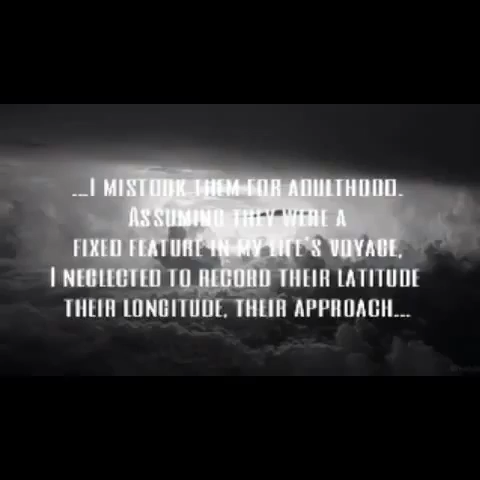 ...I MISTOOK THEM FOR ADULTHOOD.
ASSUMING THEY WERE A
FIXED FEATURE IN MY LIFE'S VOYAGE,
I NEGLECTED TO RECORD THEIR LATITUDE
THEIR LONGITUDE, THEIR APPROACH...